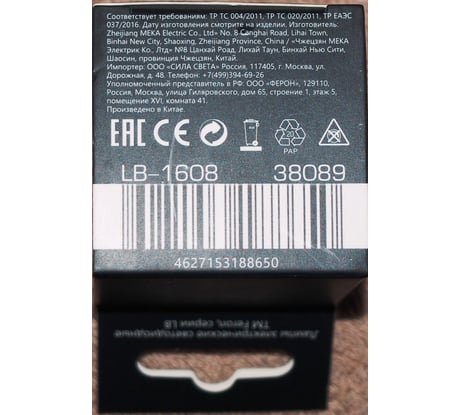 Соответствует требованиям: ТР ТС 004/2011, ТР ТС 020/2011, ТР ЕАЭС
037/2016. Дату изготовления смотрите на изделии. Изготовитель:
Zheijiang MEKA Electric Co., Ltd» No. 8 Canghai Road, Lihai Town,
Binhai New City, Shaoxing, Zheijiang Province, China / «Чжецзян МЕКА
Электрик Ко., Лтд» №8 Цанхай Роад, Лихай Таун, Бинхай Нью Сити,
Шаосин, провинция Чжецзян, Китай.
Импортер: ООО «СИЛА СВЕТА» Россия, 117405, г. Москва, ул.
Дорожная, д. 48. Телефон +7(499)394-69-26
Уполномоченный представитель в РФ: ООО «ФЕРОН», 129110,
Россия, Москва, улица Гиляровского, дом 65, строение 1, этаж 5,
помещение XVI, комната 41.
Произведено в Китае.
EAC CE
PAP
LB-1608 38089
4627153188650
Лампы электрические светодиодные
ТМ Feron, серии LB